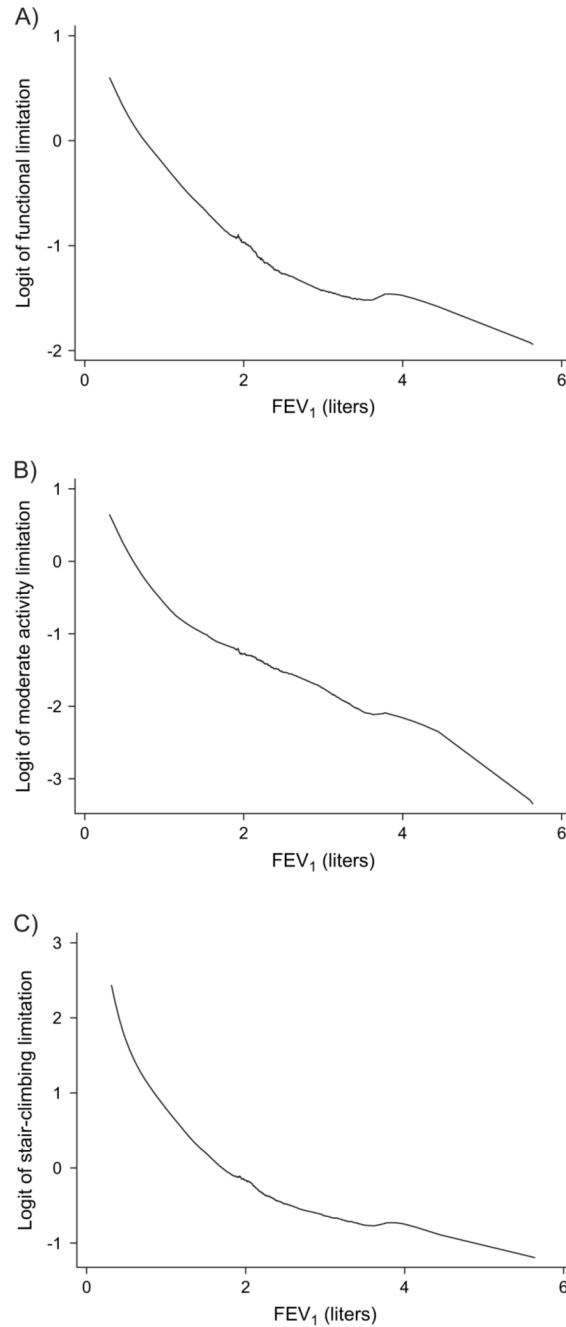 A)
Logit of functional limitation
1
0
-1
-2
0 2 4 6
FEV₁ (liters)
B)
Logit of moderate activity limitation
1
0
-1
-2
-3
0 2 4 6
FEV₁ (liters)
C)
Logit of stair-climbing limitation
3
2
1
0
-1
0 2 4 6
FEV₁ (liters)